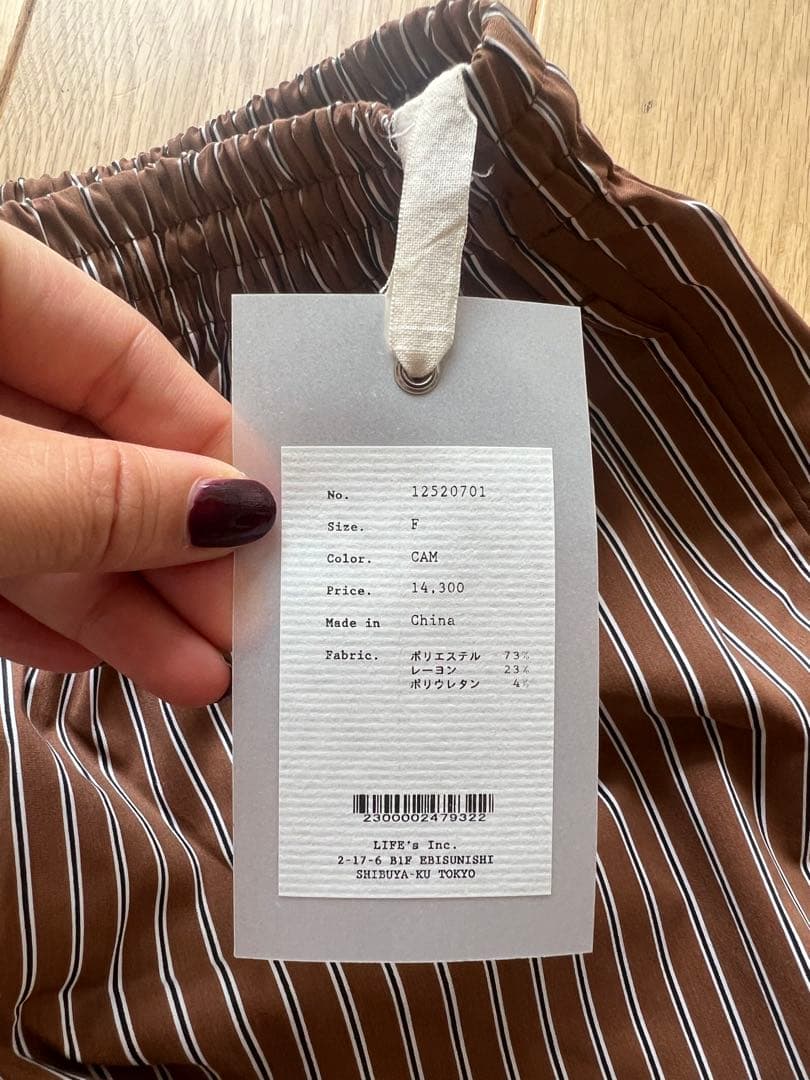 No. 12520701
Size. F
Color. CAM
Price. 14,300
Made in China
Fabric. ポリエステル 73%
レーヨン 23%
ポリウレタン 4%
2300002479322
LIFE's Inc.
2-17-6 B1F EBISUNISHI
SHIBUYA-KU TOKYO